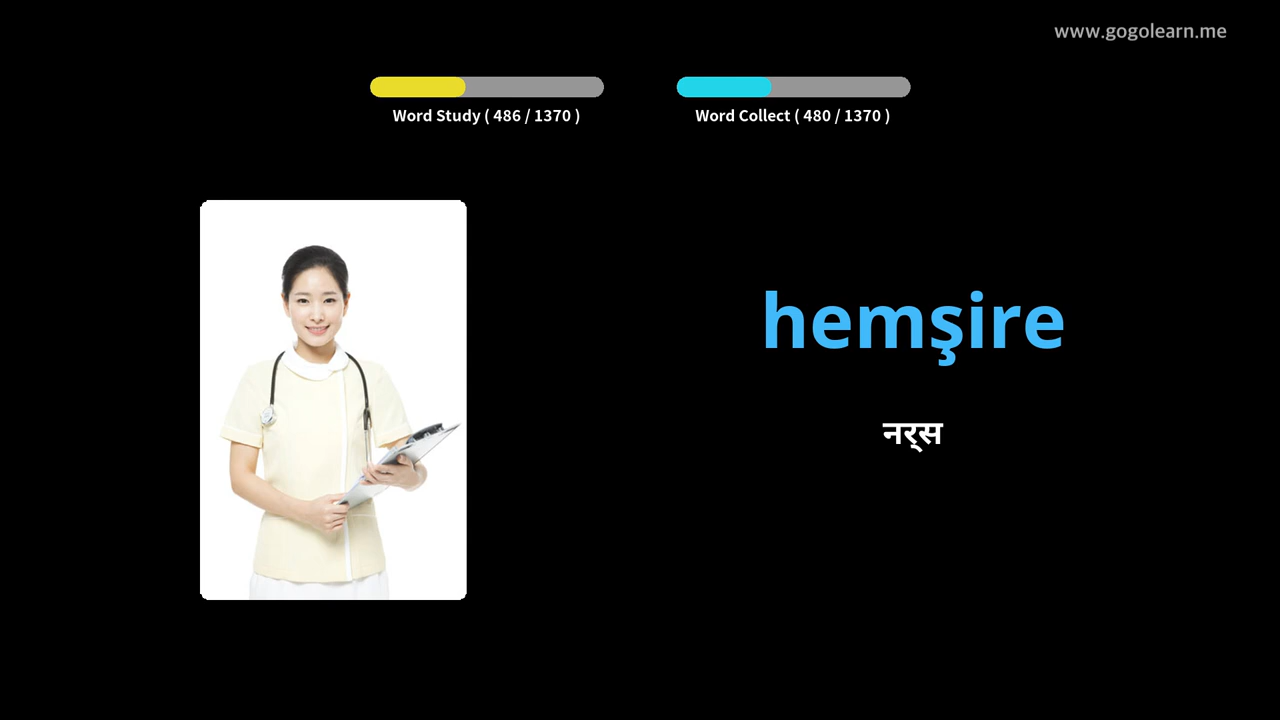 www.gogolearn.me
Word Study ( 486 / 1370 )
Word Collect ( 480 / 1370 )
hemşire
नर्स